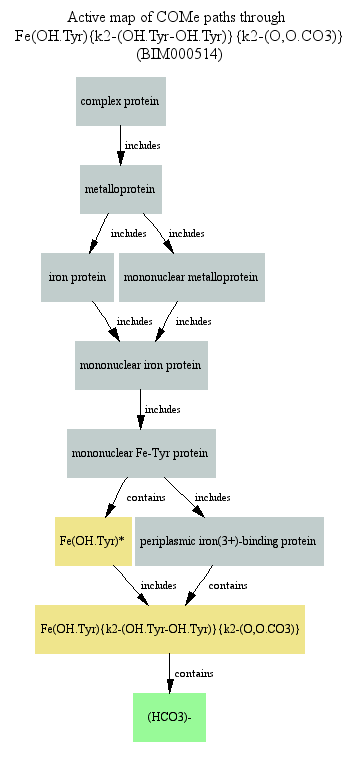 Active map of COMe paths through
Fe(OH.Tyr){k2-(OH.Tyr-OH.Tyr)}{k2-(O,O.CO3)}
(BIM000514)
complex protein
includes
metalloprotein
includes includes
iron protein mononuclear metalloprotein
includes includes
mononuclear iron protein
includes
mononuclear Fe-Tyr protein
contains includes
Fe(OH.Tyr)* periplasmic iron(3+)-binding protein
includes contains
Fe(OH.Tyr){k2-(OH.Tyr-OH.Tyr)}{k2-(O,O.CO3)}
contains
(HCO3)-